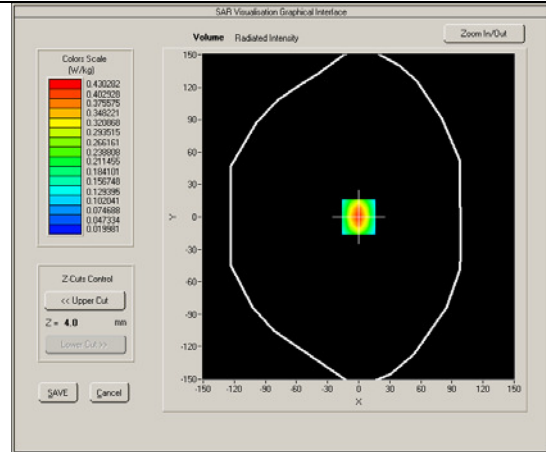 SAR Visualisation Graphical Interface
Volume Radiated Intensity
Zoom In/Out
Colors Scale
(W/kg)
0.430282
0.402928
0.375575
0.348221
0.320868
0.293515
0.266161
0.238808
0.211455
0.184101
0.156748
0.129395
0.102041
0.074688
0.047334
0.019981
Z-Cuts Control
<< Upper Cut
Z = 4.0 mm
Lower Cut >>
SAVE Cancel
150-
120-
90-
60-
30-
0-
-30-
-60-
-90-
-120-
-150-
Y
-150 -120 -90 -60 -30 0 30 60 90 120 150
X